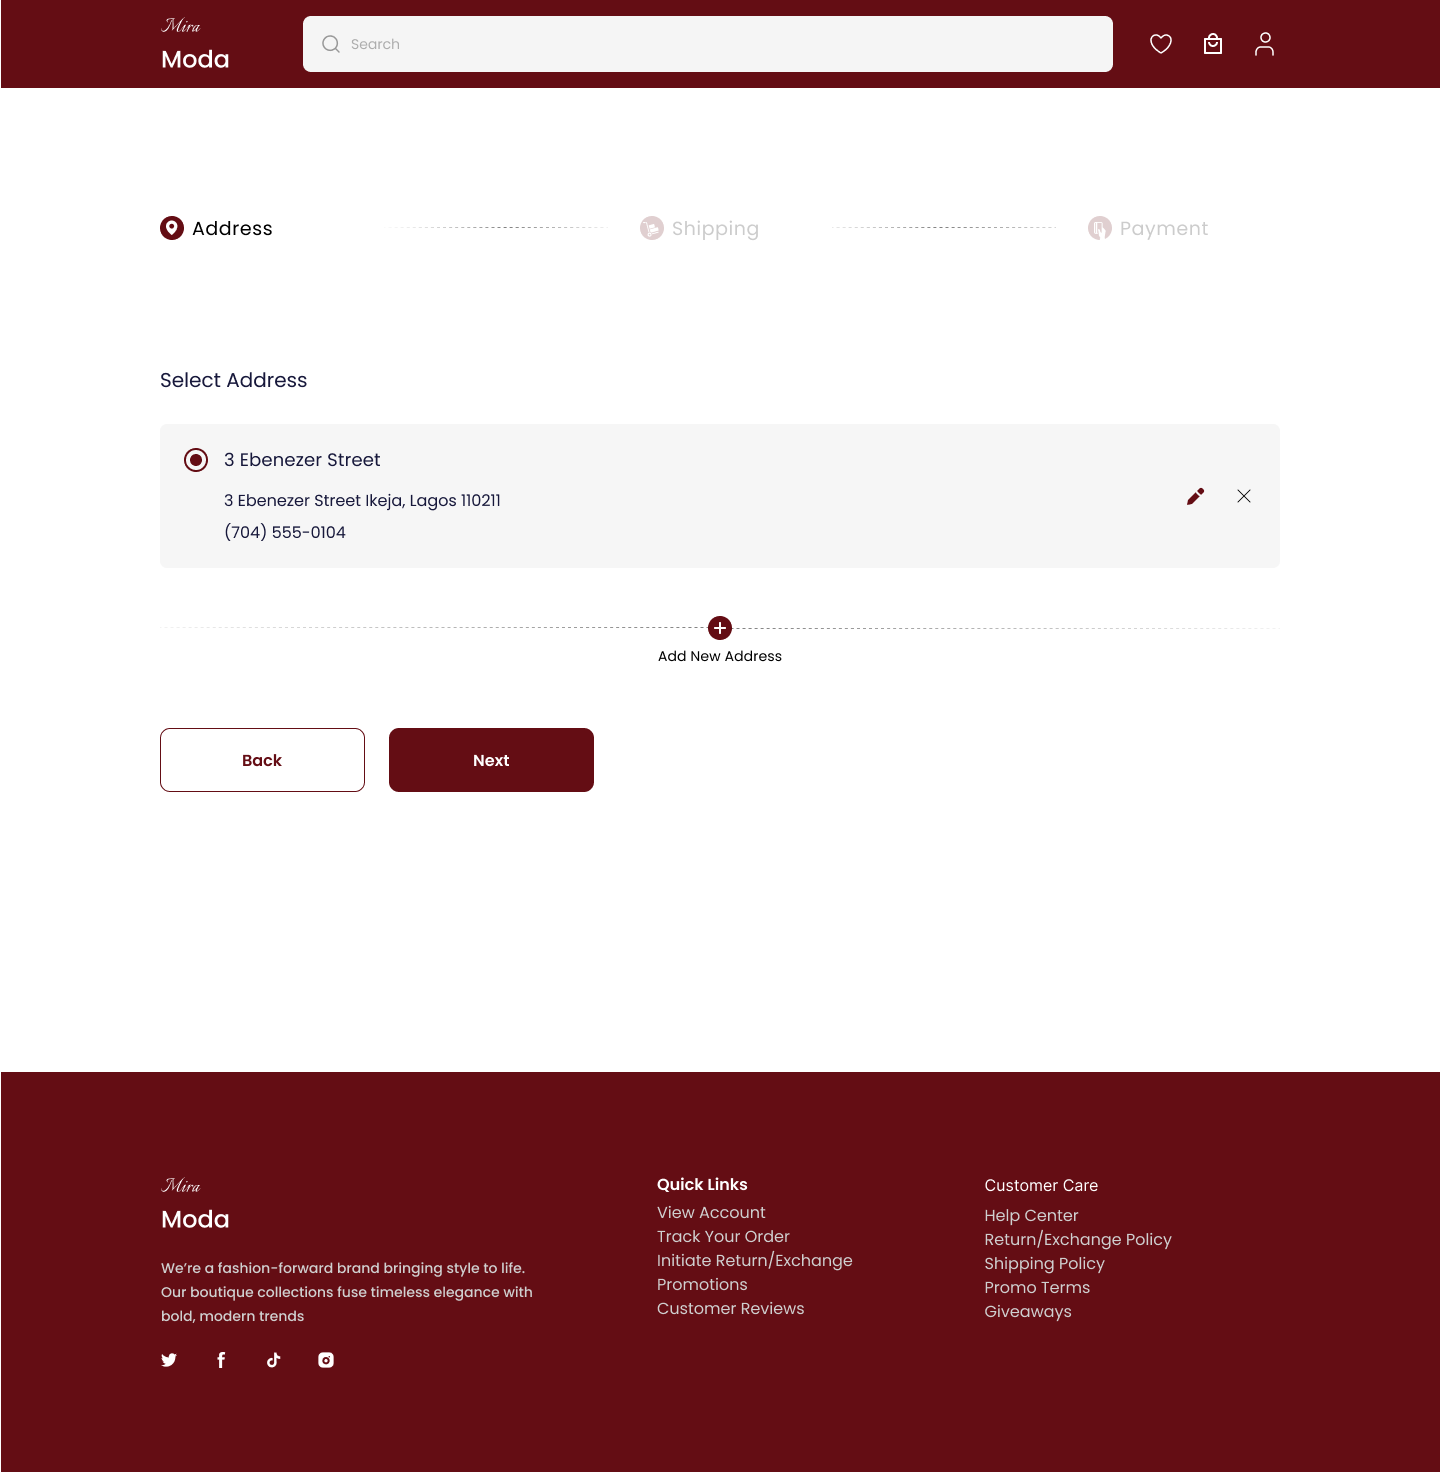 Mira
Moda
Search
Address
Shipping
Payment
Select Address
3 Ebenezer Street
3 Ebenezer Street Ikeja, Lagos 110211
(704) 555-0104
Add New Address
Back
Next
Mira
Moda
We’re a fashion-forward brand bringing style to life.
Our boutique collections fuse timeless elegance with
bold, modern trends
Quick Links
View Account
Track Your Order
Initiate Return/Exchange
Promotions
Customer Reviews
Customer Care
Help Center
Return/Exchange Policy
Shipping Policy
Promo Terms
Giveaways